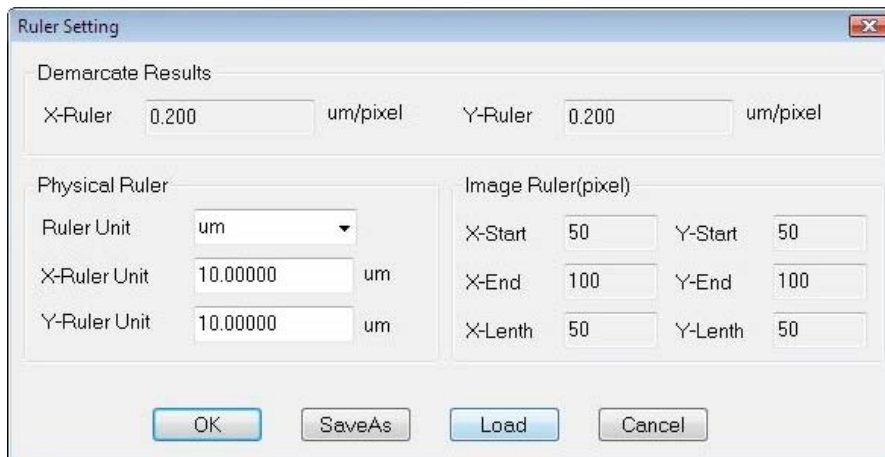 Ruler Setting
Demarcate Results
X-Ruler 0.200 um/pixel Y-Ruler 0.200 um/pixel
Physical Ruler
Ruler Unit um
X-Ruler Unit 10.00000 um
Y-Ruler Unit 10.00000 um
Image Ruler(pixel)
X-Start 50 Y-Start 50
X-End 100 Y-End 100
X-Lenth 50 Y-Lenth 50
OK SaveAs Load Cancel